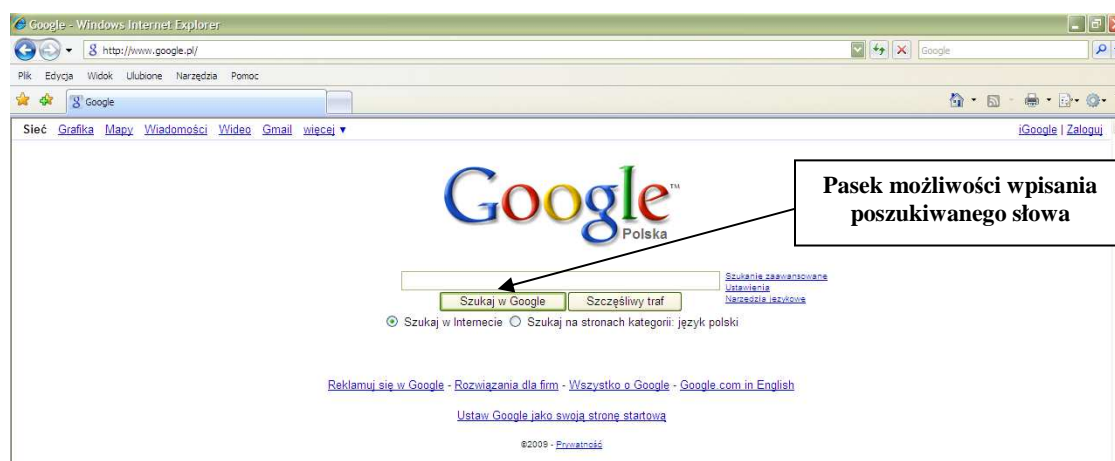 Google - Windows Internet Explorer
http://www.google.pl/
Google
Plik Edycja Widok Ulubione Narzędzia Pomoc
Google
Sieć Grafika Mapy Wiadomości Wideo Gmail więcej ▼
iGoogle | Zaloguj
Google™
Polska
Pasek możliwości wpisania
poszukiwanego słowa
Szukanie zaawansowane
Ustawienia
Narzędzia językowe
Szukaj w Google Szczęśliwy traf
Szukaj w Internecie Szukaj na stronach kategorii: język polski
Reklamuj się w Google - Rozwiązania dla firm - Wszystko o Google - Google.com in English
Ustaw Google jako swoją stronę startową
©2009 - Prywatność